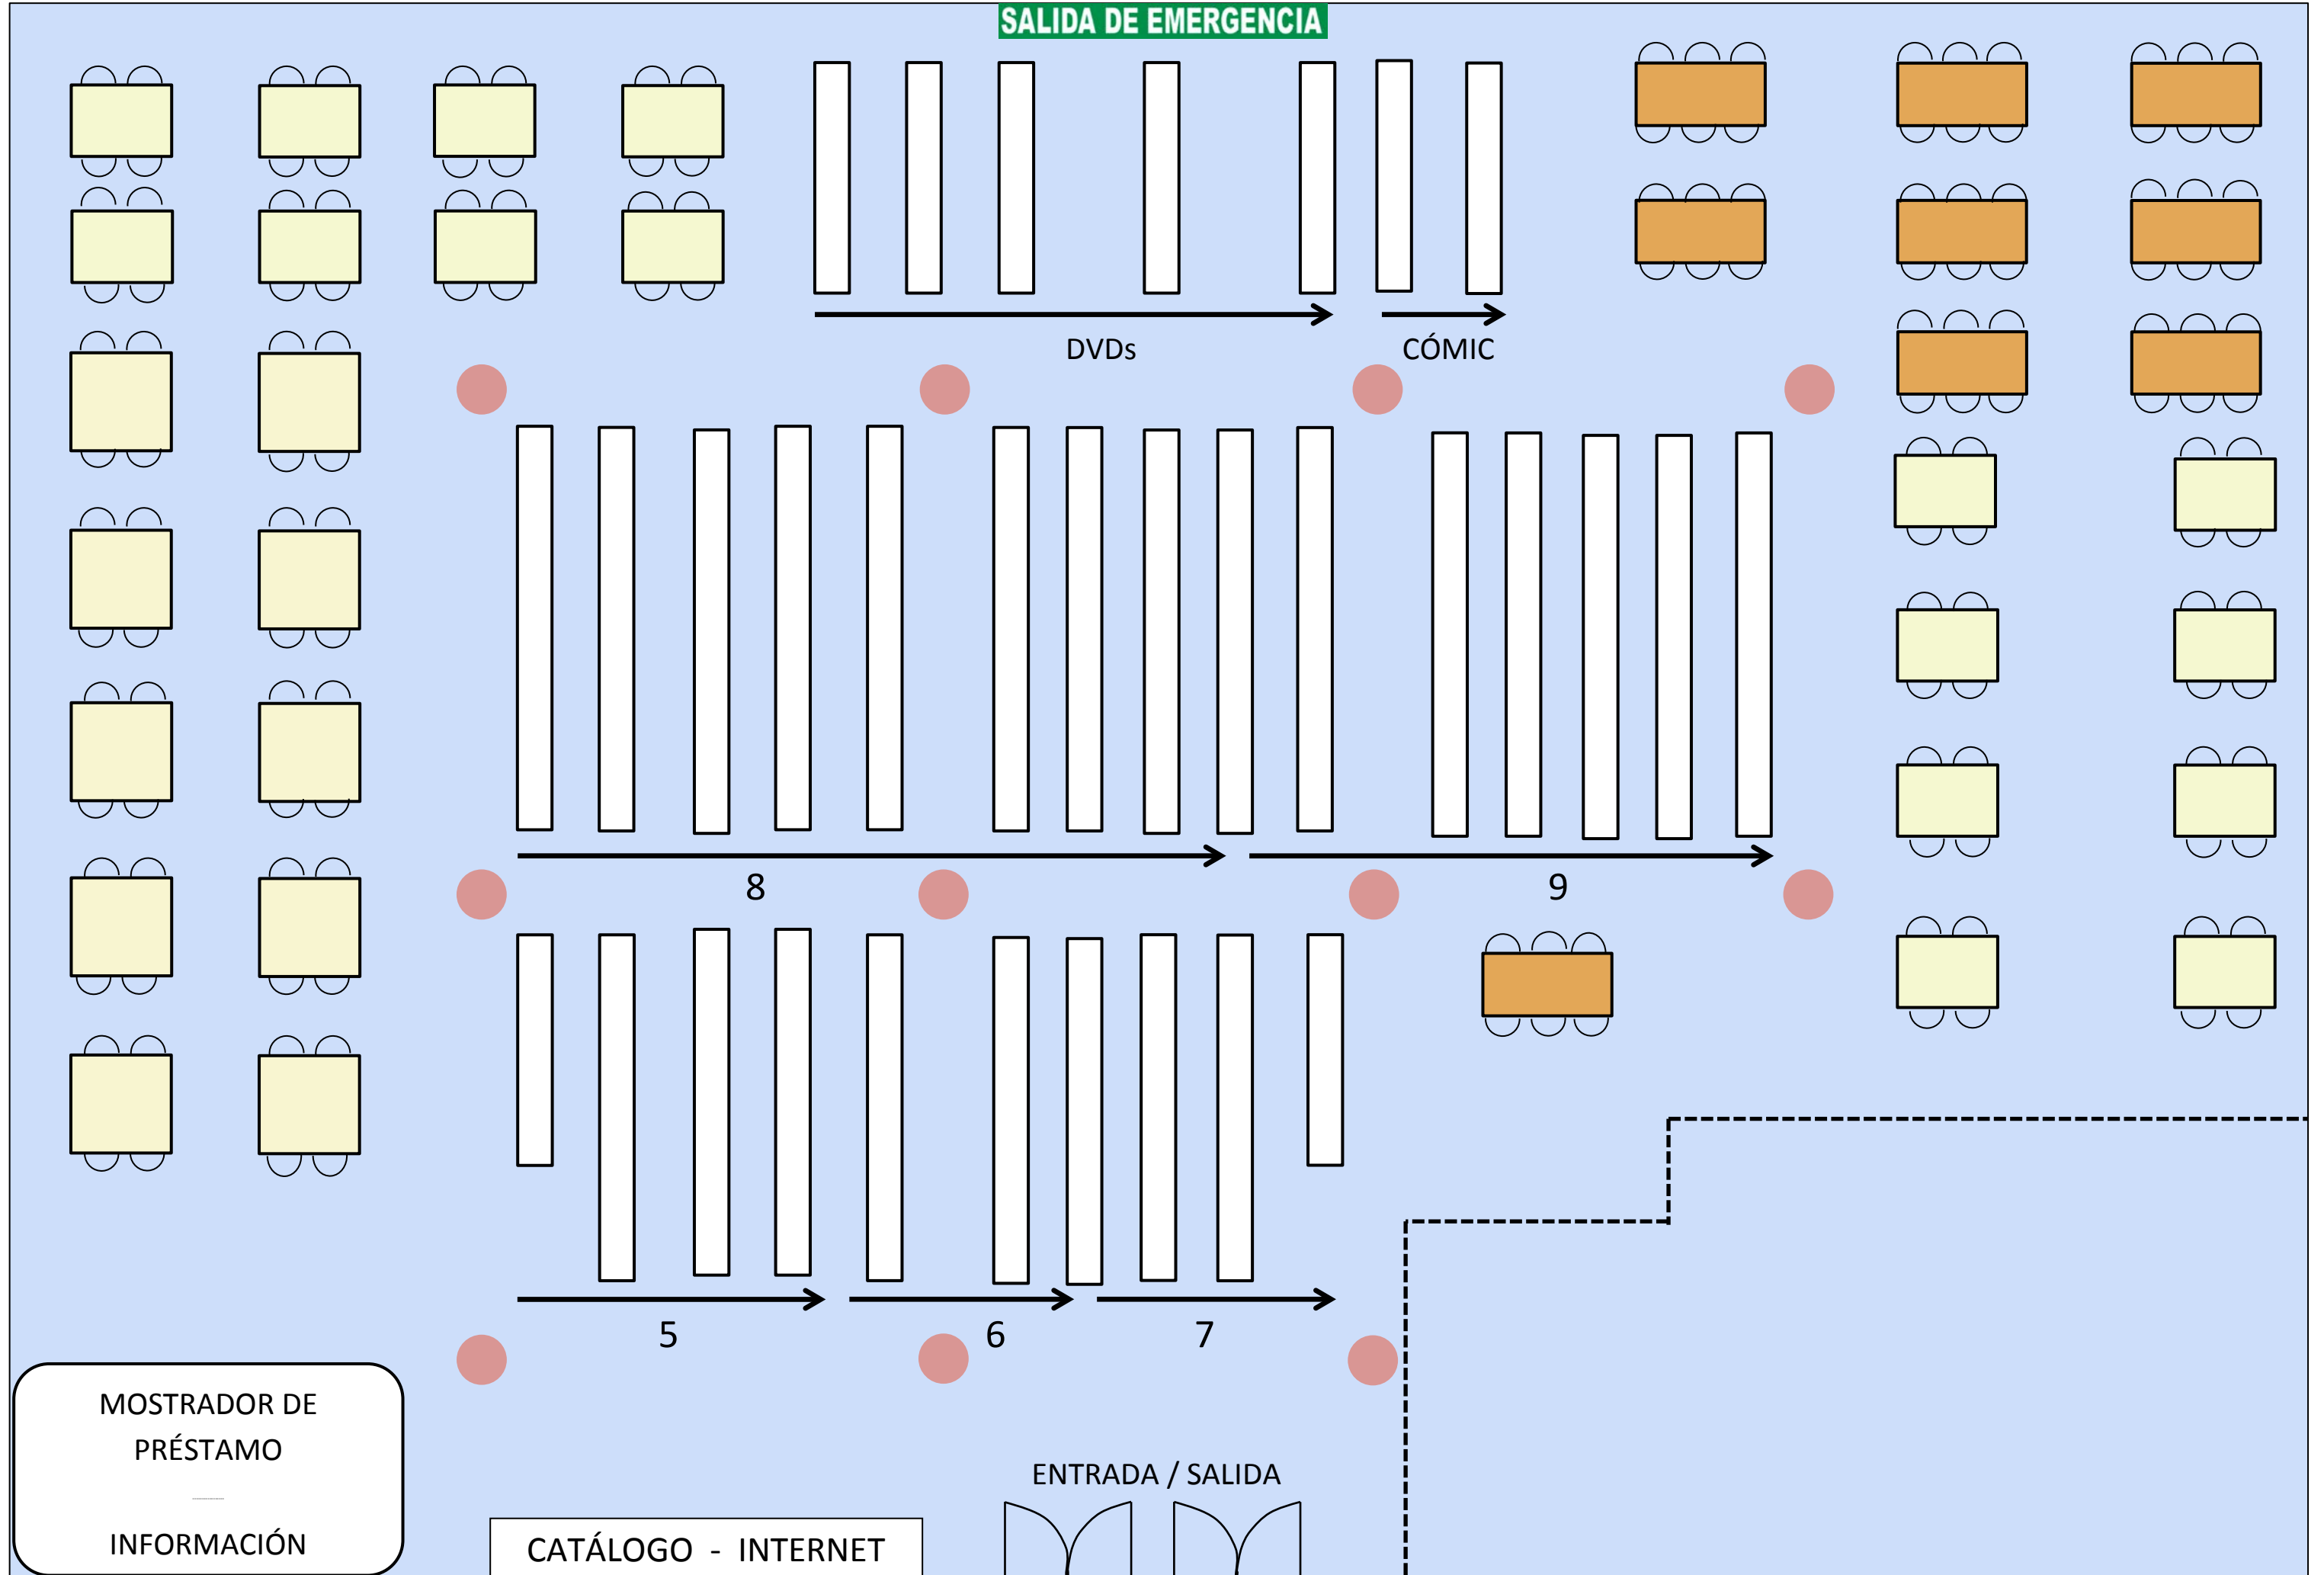 SALIDA DE EMERGENCIA
DVDs
CÓMIC
8
9
5
6
7
MOSTRADOR DE
PRÉSTAMO
INFORMACIÓN
ENTRADA / SALIDA
CATÁLOGO - INTERNET